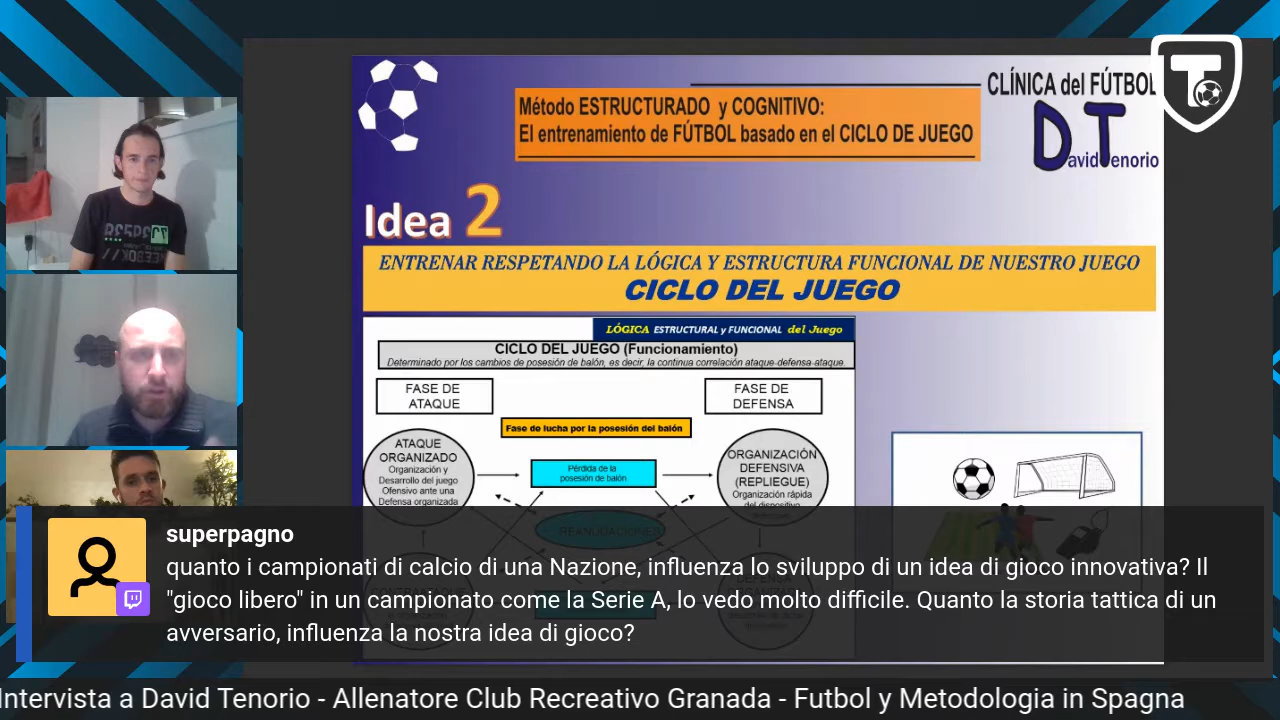 CLÍNICA del FÚTBOL
DT
David Tenorio
Método ESTRUCTURADO y COGNITIVO:
El entrenamiento de FÚTBOL basado en el CICLO DE JUEGO
Idea 2
ENTRENAR RESPETANDO LA LÓGICA Y ESTRUCTURA FUNCIONAL DE NUESTRO JUEGO
CICLO DEL JUEGO
LÓGICA ESTRUCTURAL y FUNCIONAL del Juego
CICLO DEL JUEGO (Funcionamiento)
Determinado por los cambios de posesión de balón, es decir, la continua correlación ataque-defensa-ataque.
FASE DE
ATAQUE
FASE DE
DEFENSA
Fase de lucha por la posesión del balón
ATAQUE
ORGANIZADO
Organización y
Desarrollo del juego
Ofensivo ante una
Defensa organizada
Pérdida de la
posesión de balón
ORGANIZACIÓN
DEFENSIVA
(REPLIEGUE)
Organización rápida
del dispositivo
REANUDACIONES
superpagno
quanto i campionati di calcio di una Nazione, influenza lo sviluppo di un idea di gioco innovativa? Il
"gioco libero" in un campionato come la Serie A, lo vedo molto difficile. Quanto la storia tattica di un
avversario, influenza la nostra idea di gioco?
Intervista a David Tenorio - Allenatore Club Recreativo Granada - Futbol y Metodologia in Spagna